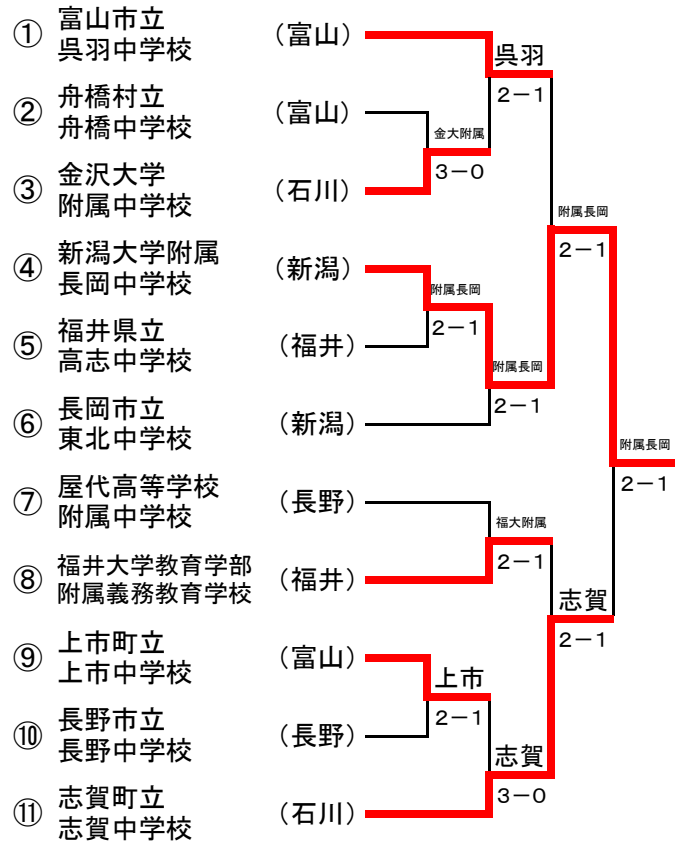 ① 富山市立
呉羽中学校
(富山)
呉羽
2-1
② 舟橋村立
舟橋中学校
(富山)
金大附属
3-0
③ 金沢大学
附属中学校
(石川)
附属長岡
2-1
④ 新潟大学附属
長岡中学校
(新潟)
附属長岡
2-1
⑤ 福井県立
高志中学校
(福井)
附属長岡
2-1
⑥ 長岡市立
東北中学校
(新潟)
附属長岡
2-1
⑦ 屋代高等学校
附属中学校
(長野)
福大附属
2-1
⑧ 福井大学教育学部
附属義務教育学校
(福井)
志賀
2-1
⑨ 上市町立
上市中学校
(富山)
上市
2-1
⑩ 長野市立
長野中学校
(長野)
志賀
3-0
⑪ 志賀町立
志賀中学校
(石川)